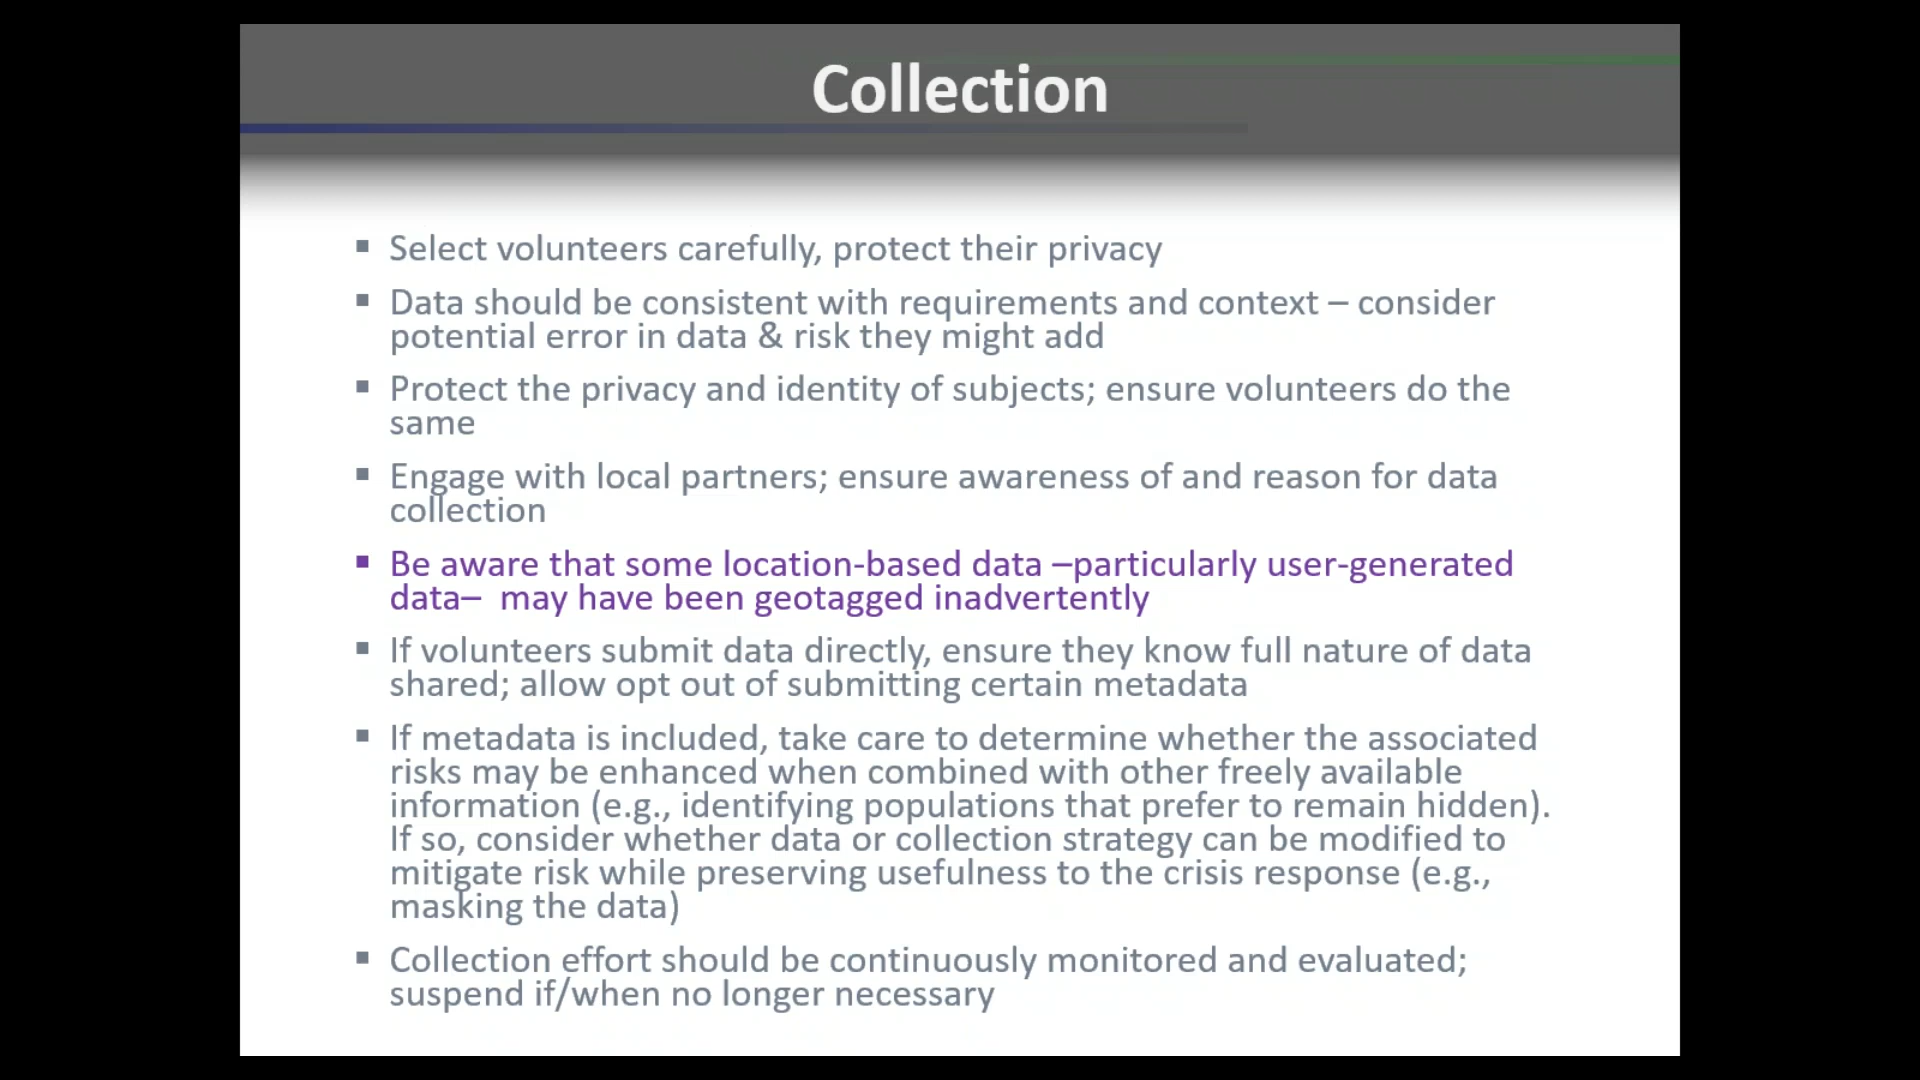 Collection
▪ Select volunteers carefully, protect their privacy
▪ Data should be consistent with requirements and context – consider
potential error in data & risk they might add
▪ Protect the privacy and identity of subjects; ensure volunteers do the
same
▪ Engage with local partners; ensure awareness of and reason for data
collection
▪ Be aware that some location-based data –particularly user-generated
data–  may have been geotagged inadvertently
▪ If volunteers submit data directly, ensure they know full nature of data
shared; allow opt out of submitting certain metadata
▪ If metadata is included, take care to determine whether the associated
risks may be enhanced when combined with other freely available
information (e.g., identifying populations that prefer to remain hidden).
If so, consider whether data or collection strategy can be modified to
mitigate risk while preserving usefulness to the crisis response (e.g.,
masking the data)
▪ Collection effort should be continuously monitored and evaluated;
suspend if/when no longer necessary